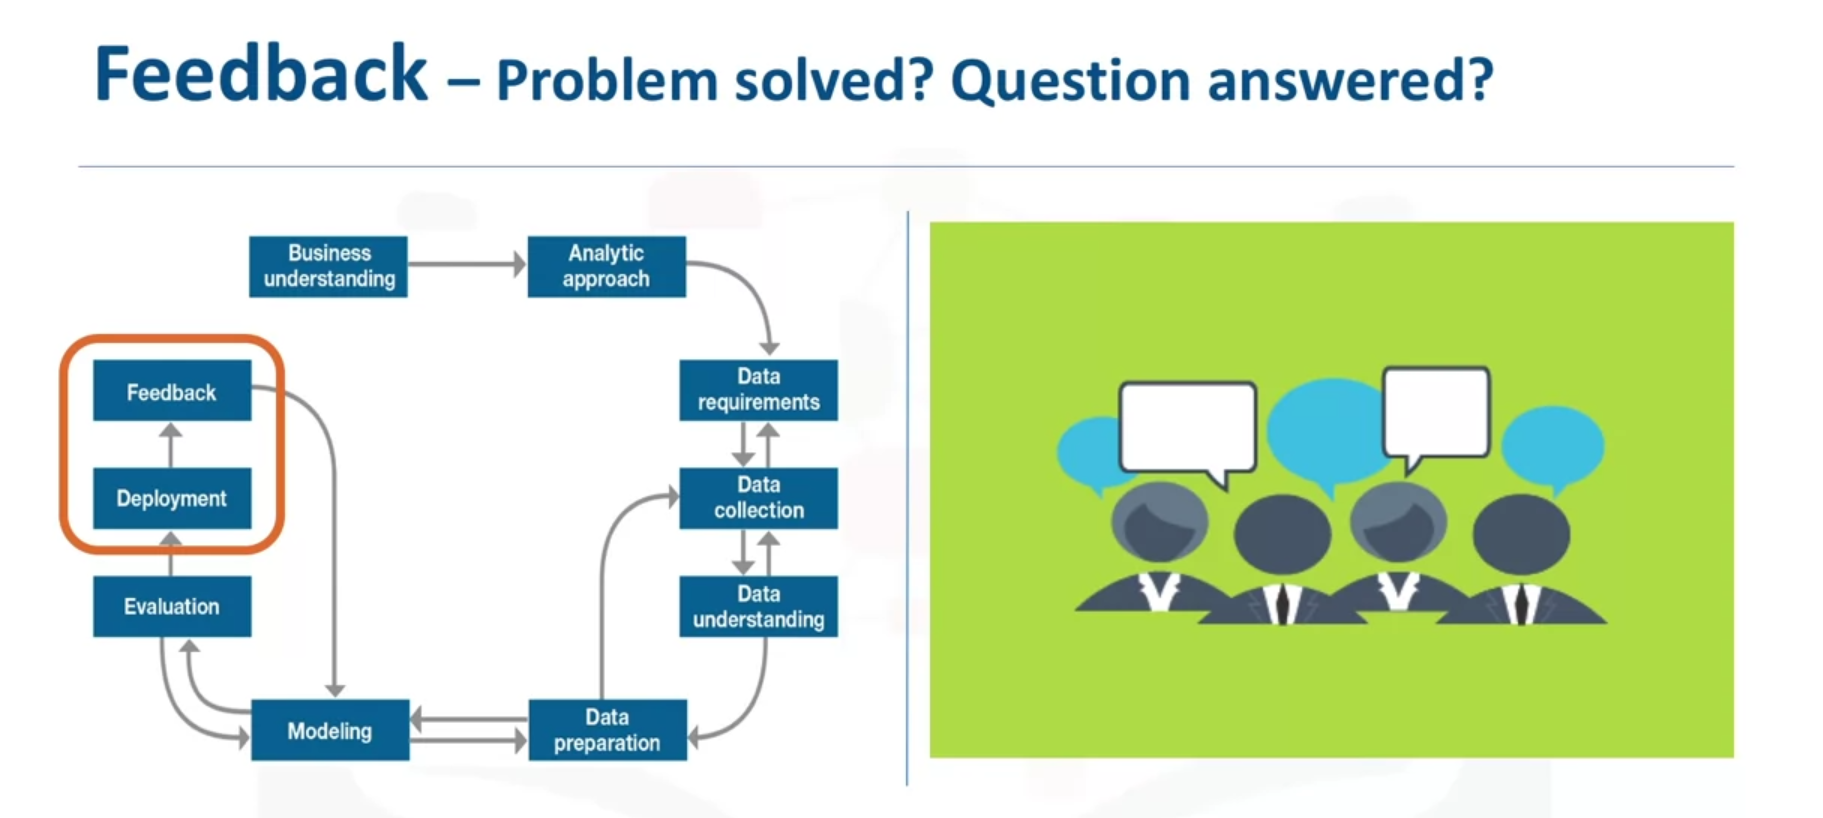 Feedback – Problem solved? Question answered?
Business
understanding
Analytic
approach
Feedback
Data
requirements
Deployment
Data
collection
Evaluation
Data
understanding
Modeling
Data
preparation